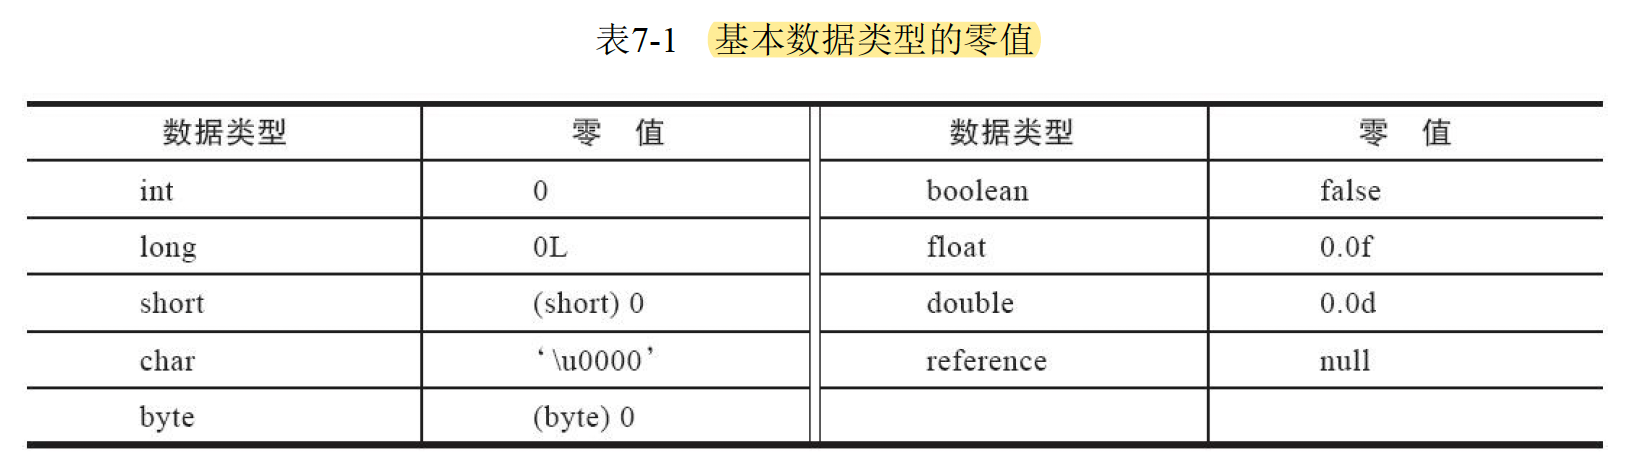 表7-1 基本数据类型的零值
数据类型 零 值 数据类型 零 值
int 0 boolean false
long 0L float 0.0f
short (short) 0 double 0.0d
char ‘\u0000’ reference null
byte (byte) 0